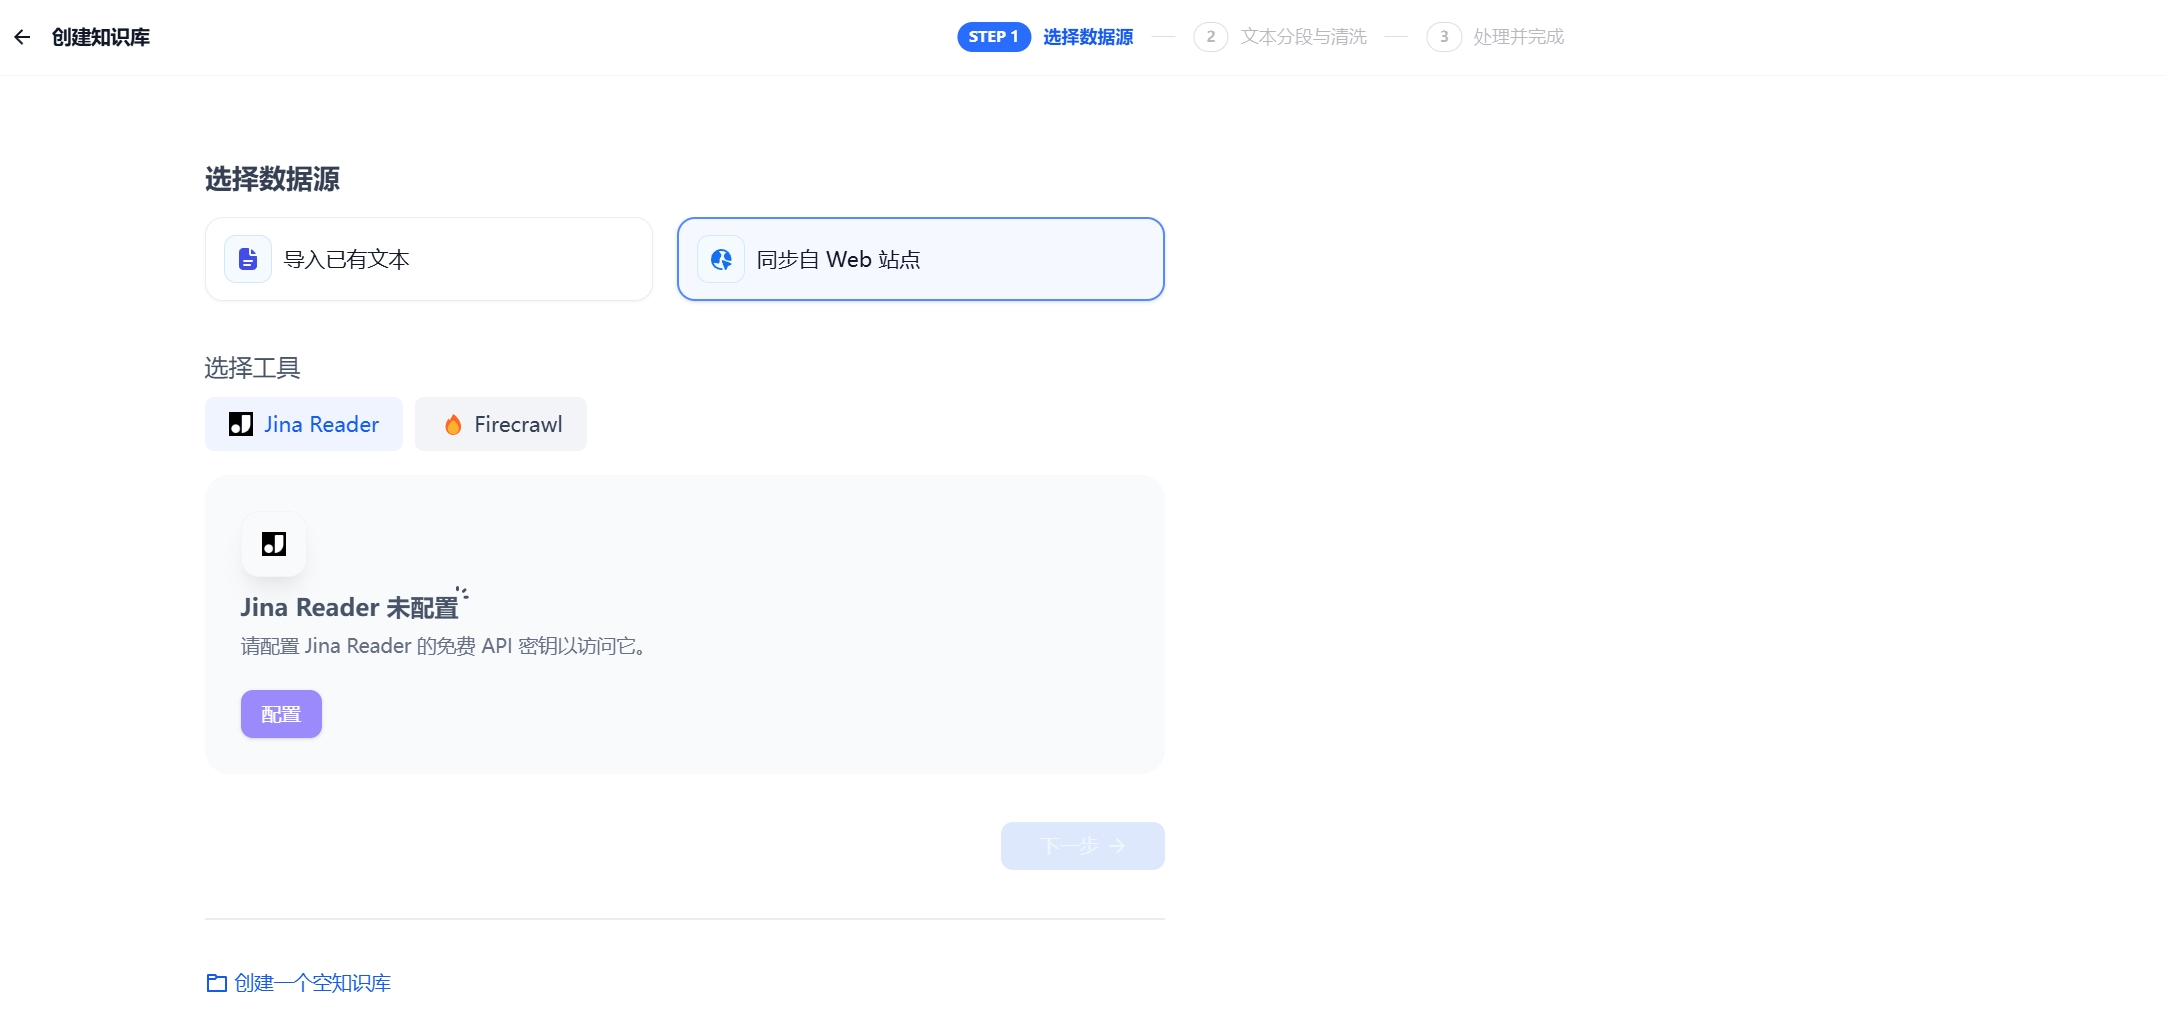 创建知识库
STEP 1 选择数据源 2 文本分段与清洗 3 处理并完成
选择数据源
导入已有文本
同步自 Web 站点
选择工具
Jina Reader
Firecrawl
Jina Reader 未配置
请配置 Jina Reader 的免费 API 密钥以访问它。
配置
下一步
创建一个空知识库